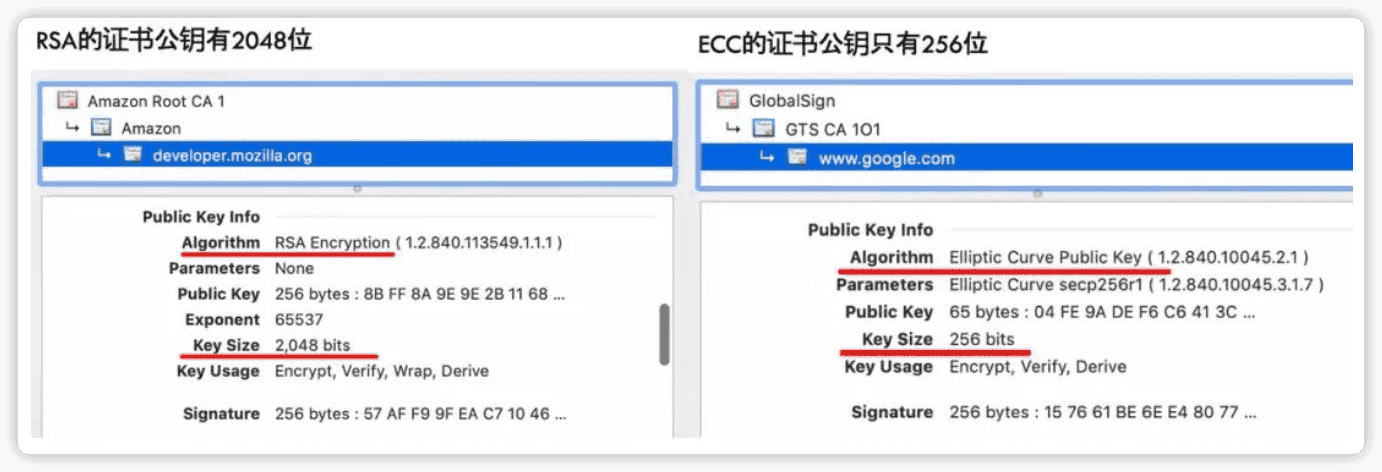 RSA的证书公钥有2048位
Amazon Root CA 1
Amazon
developer.mozilla.org
Public Key Info
Algorithm RSA Encryption ( 1.2.840.113549.1.1.1 )
Parameters None
Public Key 256 bytes : 8B FF 8A 9E 9E 2B 11 68 ...
Exponent 65537
Key Size 2,048 bits
Key Usage Encrypt, Verify, Wrap, Derive
Signature 256 bytes : 57 AF F9 9F EA C7 10 46 ...
ECC的证书公钥只有256位
GlobalSign
GTS CA 1O1
www.google.com
Public Key Info
Algorithm Elliptic Curve Public Key ( 1.2.840.10045.2.1 )
Parameters Elliptic Curve secp256r1 ( 1.2.840.10045.3.1.7 )
Public Key 65 bytes : 04 FE 9A DE F6 C6 41 3C ...
Key Size 256 bits
Key Usage Encrypt, Verify, Derive
Signature 256 bytes : 15 76 61 BE 6E E4 80 77 ...